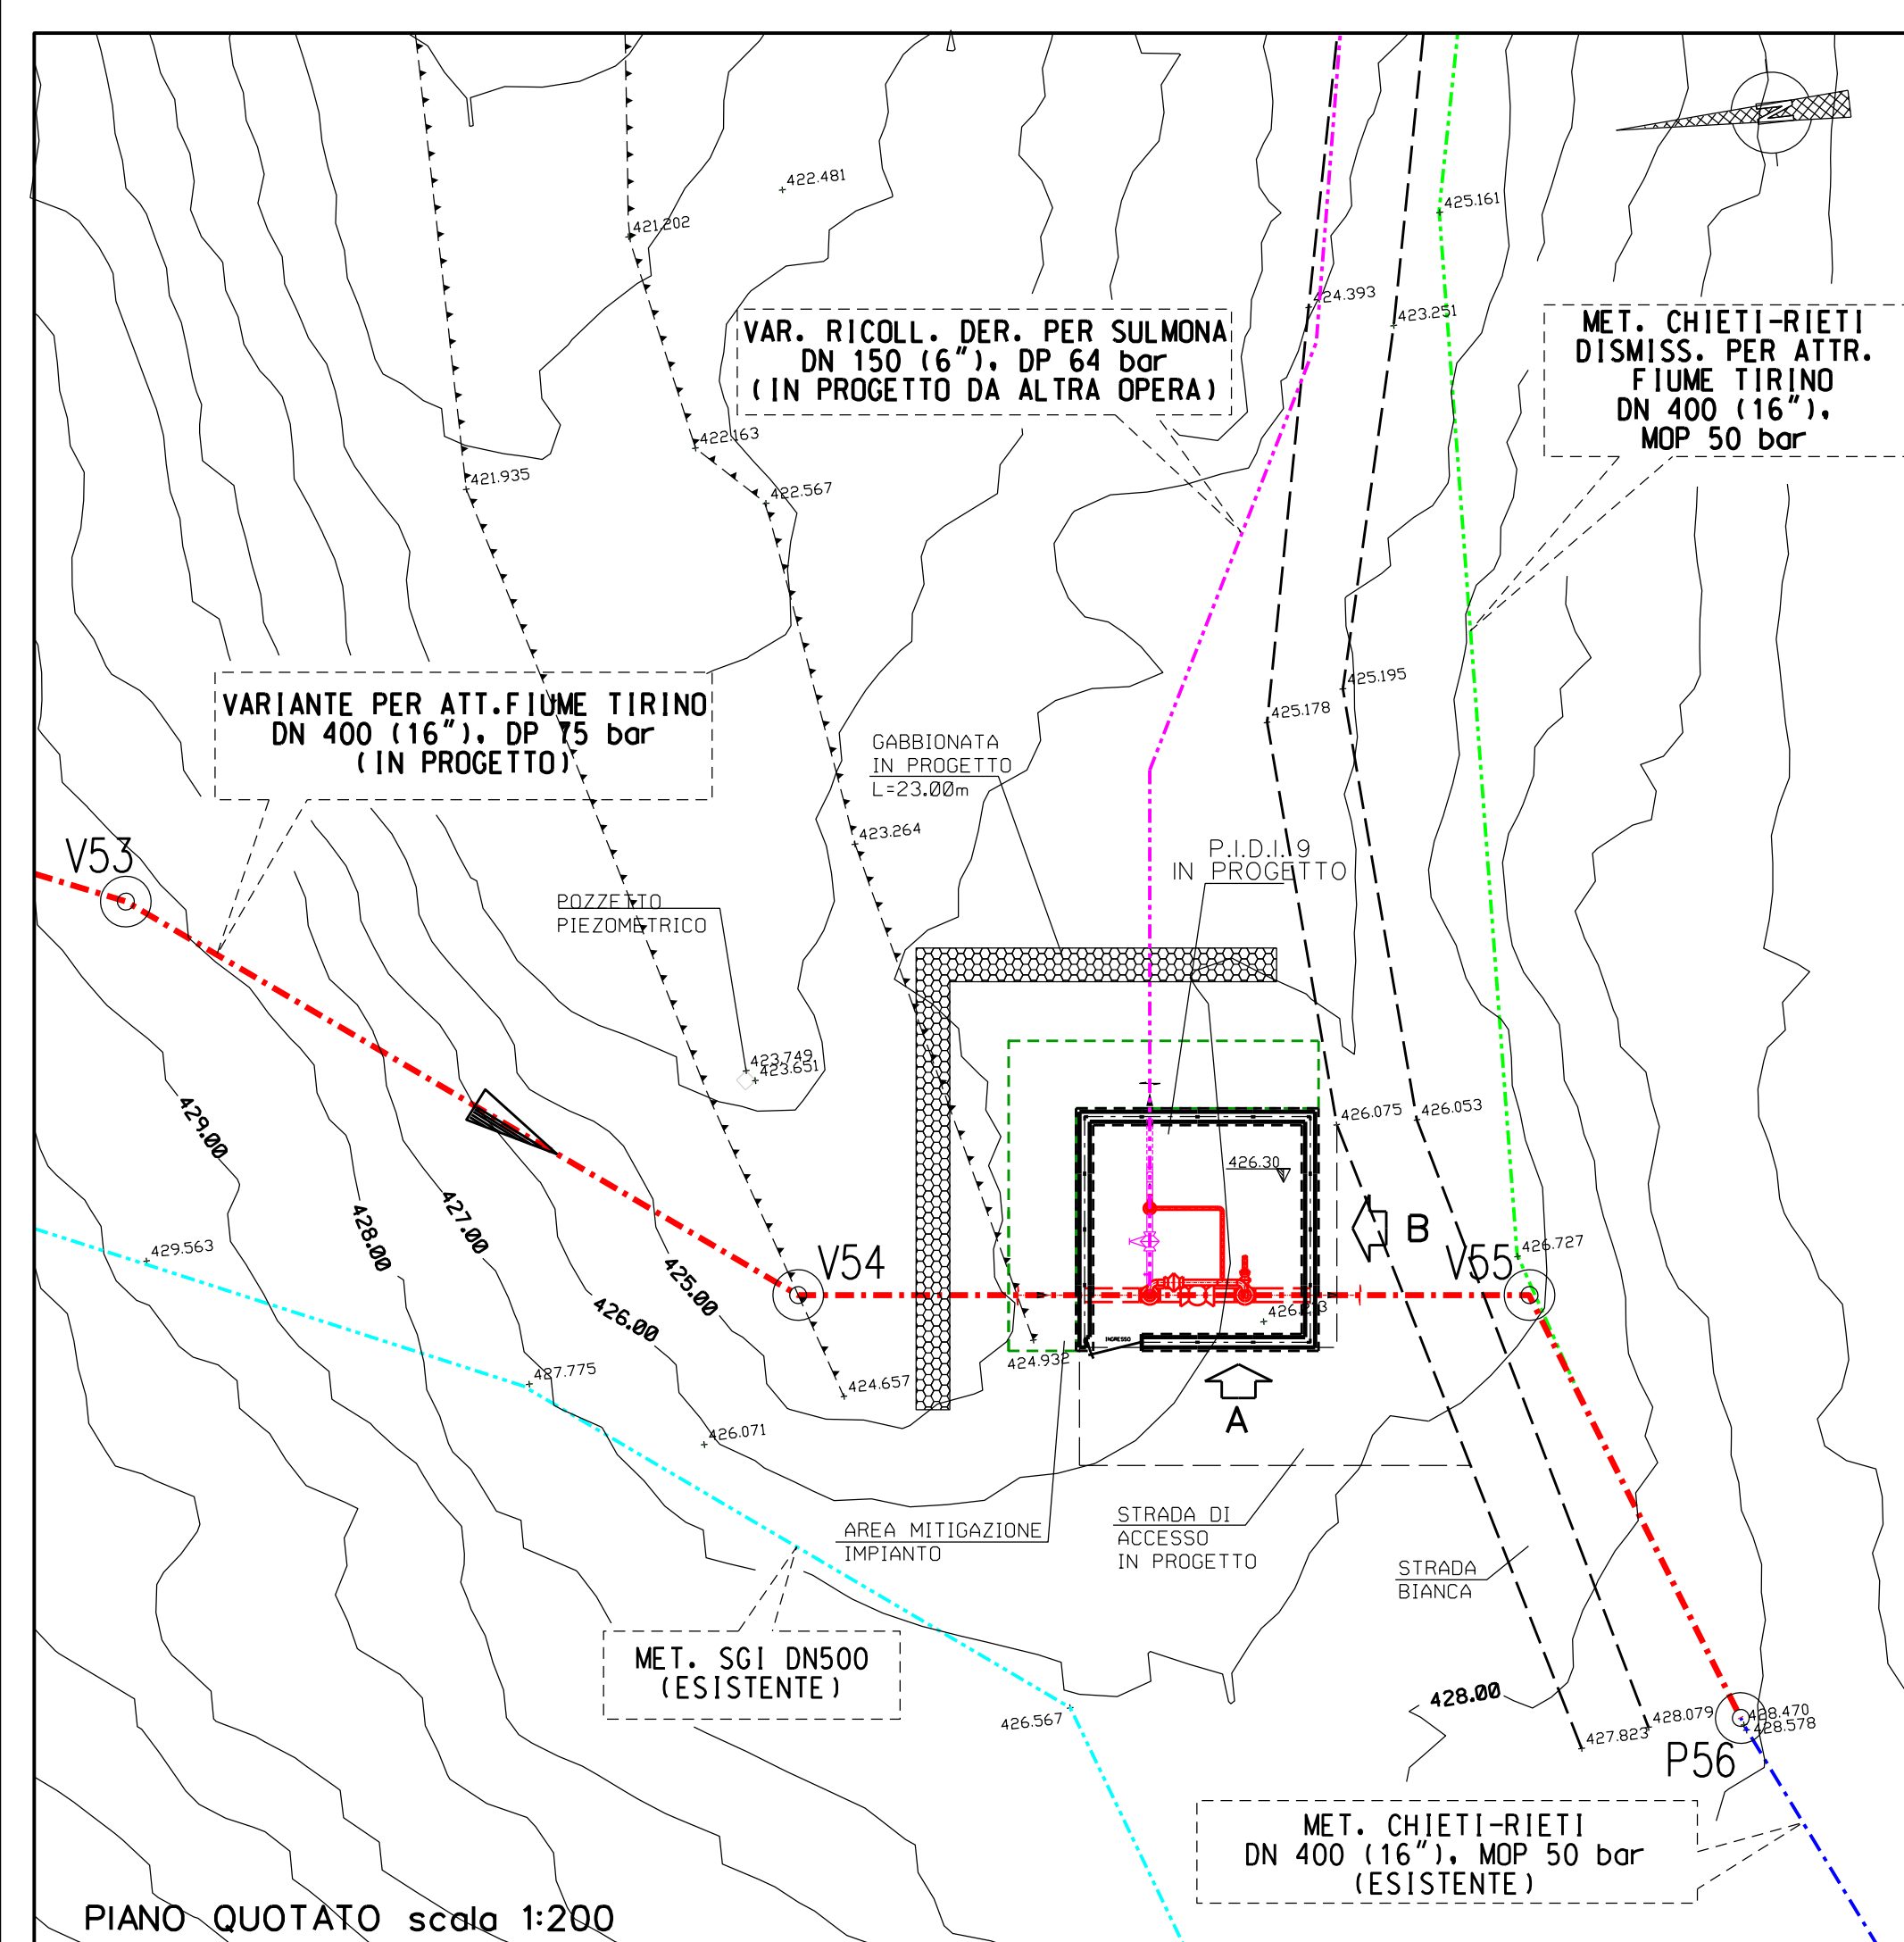 422.481
421.202
425.161
424.393
423.251
VAR. RICOLL. DER. PER SULMONA
DN 150 (6"), DP 64 bar
(IN PROGETTO DA ALTRA OPERA)
MET. CHIETI-RIETI
DISMISS. PER ATTR.
FIUME TIRINO
DN 400 (16"),
MOP 50 bar
422.163
421.935
422.567
425.195
425.178
VARIANTE PER ATT.FIUME TIRINO
DN 400 (16"), DP 75 bar
(IN PROGETTO)
GABBIONATA
IN PROGETTO
L=23.00m
423.264
V53
P.I.D.I. 9
IN PROGETTO
POZZETTO
PIEZOMETRICO
423.749
423.651
426.075
426.053
429.00
426.30
427.00
428.00
429.563
V54
B
V55
426.727
425.00
426.00
INGRESSO
424.932
427.775
424.657
A
426.071
AREA MITIGAZIONE
IMPIANTO
STRADA DI
ACCESSO
IN PROGETTO
STRADA
BIANCA
MET. SGI DN500
(ESISTENTE)
426.567
428.00
427.823
428.079
428.470
428.578
P56
MET. CHIETI-RIETI
DN 400 (16"), MOP 50 bar
(ESISTENTE)
PIANO QUOTATO scala 1:200
N